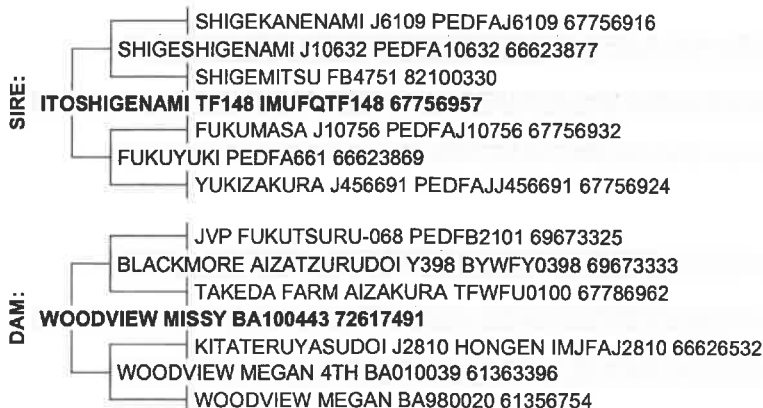 SIRE:
SHIGEKANENAMI J6109 PEDFAJ6109 67756916
SHIGESHIGENAMI J10632 PEDFA10632 66623877
SHIGEMITSU FB4751 82100330
ITOSHIGENAMI TF148 IMUFQTF148 67756957
FUKUMASA J10756 PEDFAJ10756 67756932
FUKUYUKI PEDFA661 66623869
YUKIZAKURA J456691 PEDFAJJ456691 67756924
DAM:
JVP FUKUTSURU-068 PEDFB2101 69673325
BLACKMORE AIZATZURUDOI Y398 BYWFY0398 69673333
TAKEDA FARM AIZAKURA TFWFU0100 67786962
WOODVIEW MISSY BA100443 72617491
KITATERUYASUDOI J2810 HONGEN IMJFAJ2810 66626532
WOODVIEW MEGAN 4TH BA010039 61363396
WOODVIEW MEGAN BA980020 61356754